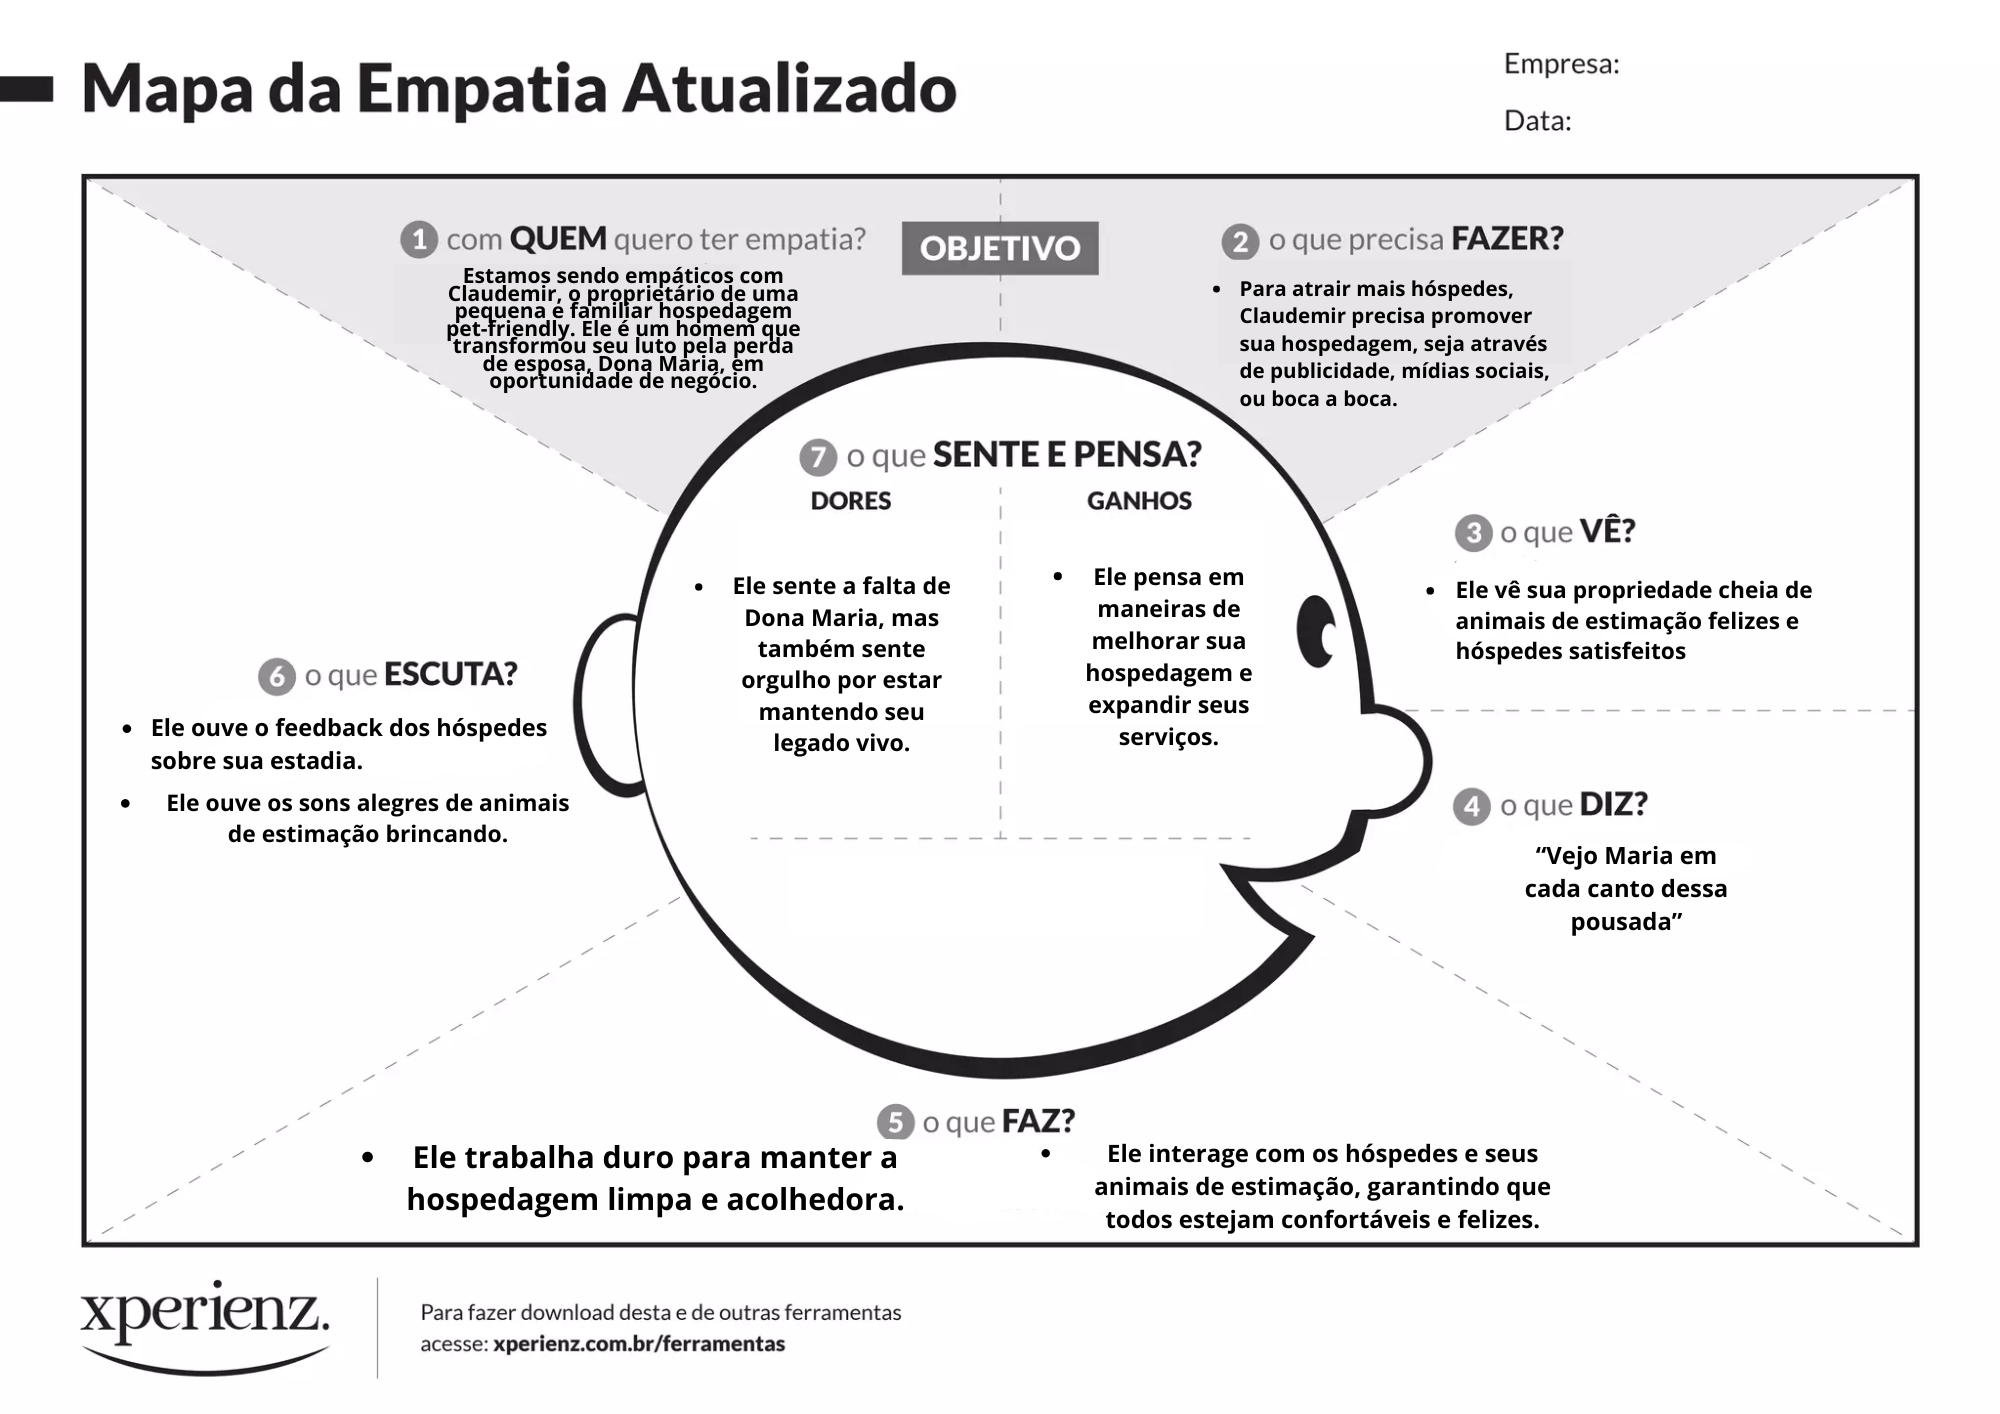 Mapa da Empatia Atualizado
Empresa:
Data:
1 com QUEM quero ter empatia?
Estamos sendo empáticos com
Claudemir, o proprietário de uma
pequena e familiar hospedagem
pet-friendly. Ele é um homem que
transformou seu luto pela perda
de esposa, Dona Maria, em
oportunidade de negócio.
OBJETIVO
2 o que precisa FAZER?
• Para atrair mais hóspedes,
Claudemir precisa promover
sua hospedagem, seja através
de publicidade, mídias sociais,
ou boca a boca.
7 o que SENTE E PENSA?
DORES
• Ele sente a falta de
Dona Maria, mas
também sente
orgulho por estar
mantendo seu
legado vivo.
GANHOS
• Ele pensa em
maneiras de
melhorar sua
hospedagem e
expandir seus
serviços.
3 o que VÊ?
• Ele vê sua propriedade cheia de
animais de estimação felizes e
hóspedes satisfeitos
6 o que ESCUTA?
• Ele ouve o feedback dos hóspedes
sobre sua estadia.
• Ele ouve os sons alegres de animais
de estimação brincando.
4 o que DIZ?
“Vejo Maria em
cada canto dessa
pousada”
5 o que FAZ?
• Ele trabalha duro para manter a
hospedagem limpa e acolhedora.
• Ele interage com os hóspedes e seus
animais de estimação, garantindo que
todos estejam confortáveis e felizes.
xperienz.
Para fazer download desta e de outras ferramentas
acesse: xperienz.com.br/ferramentas